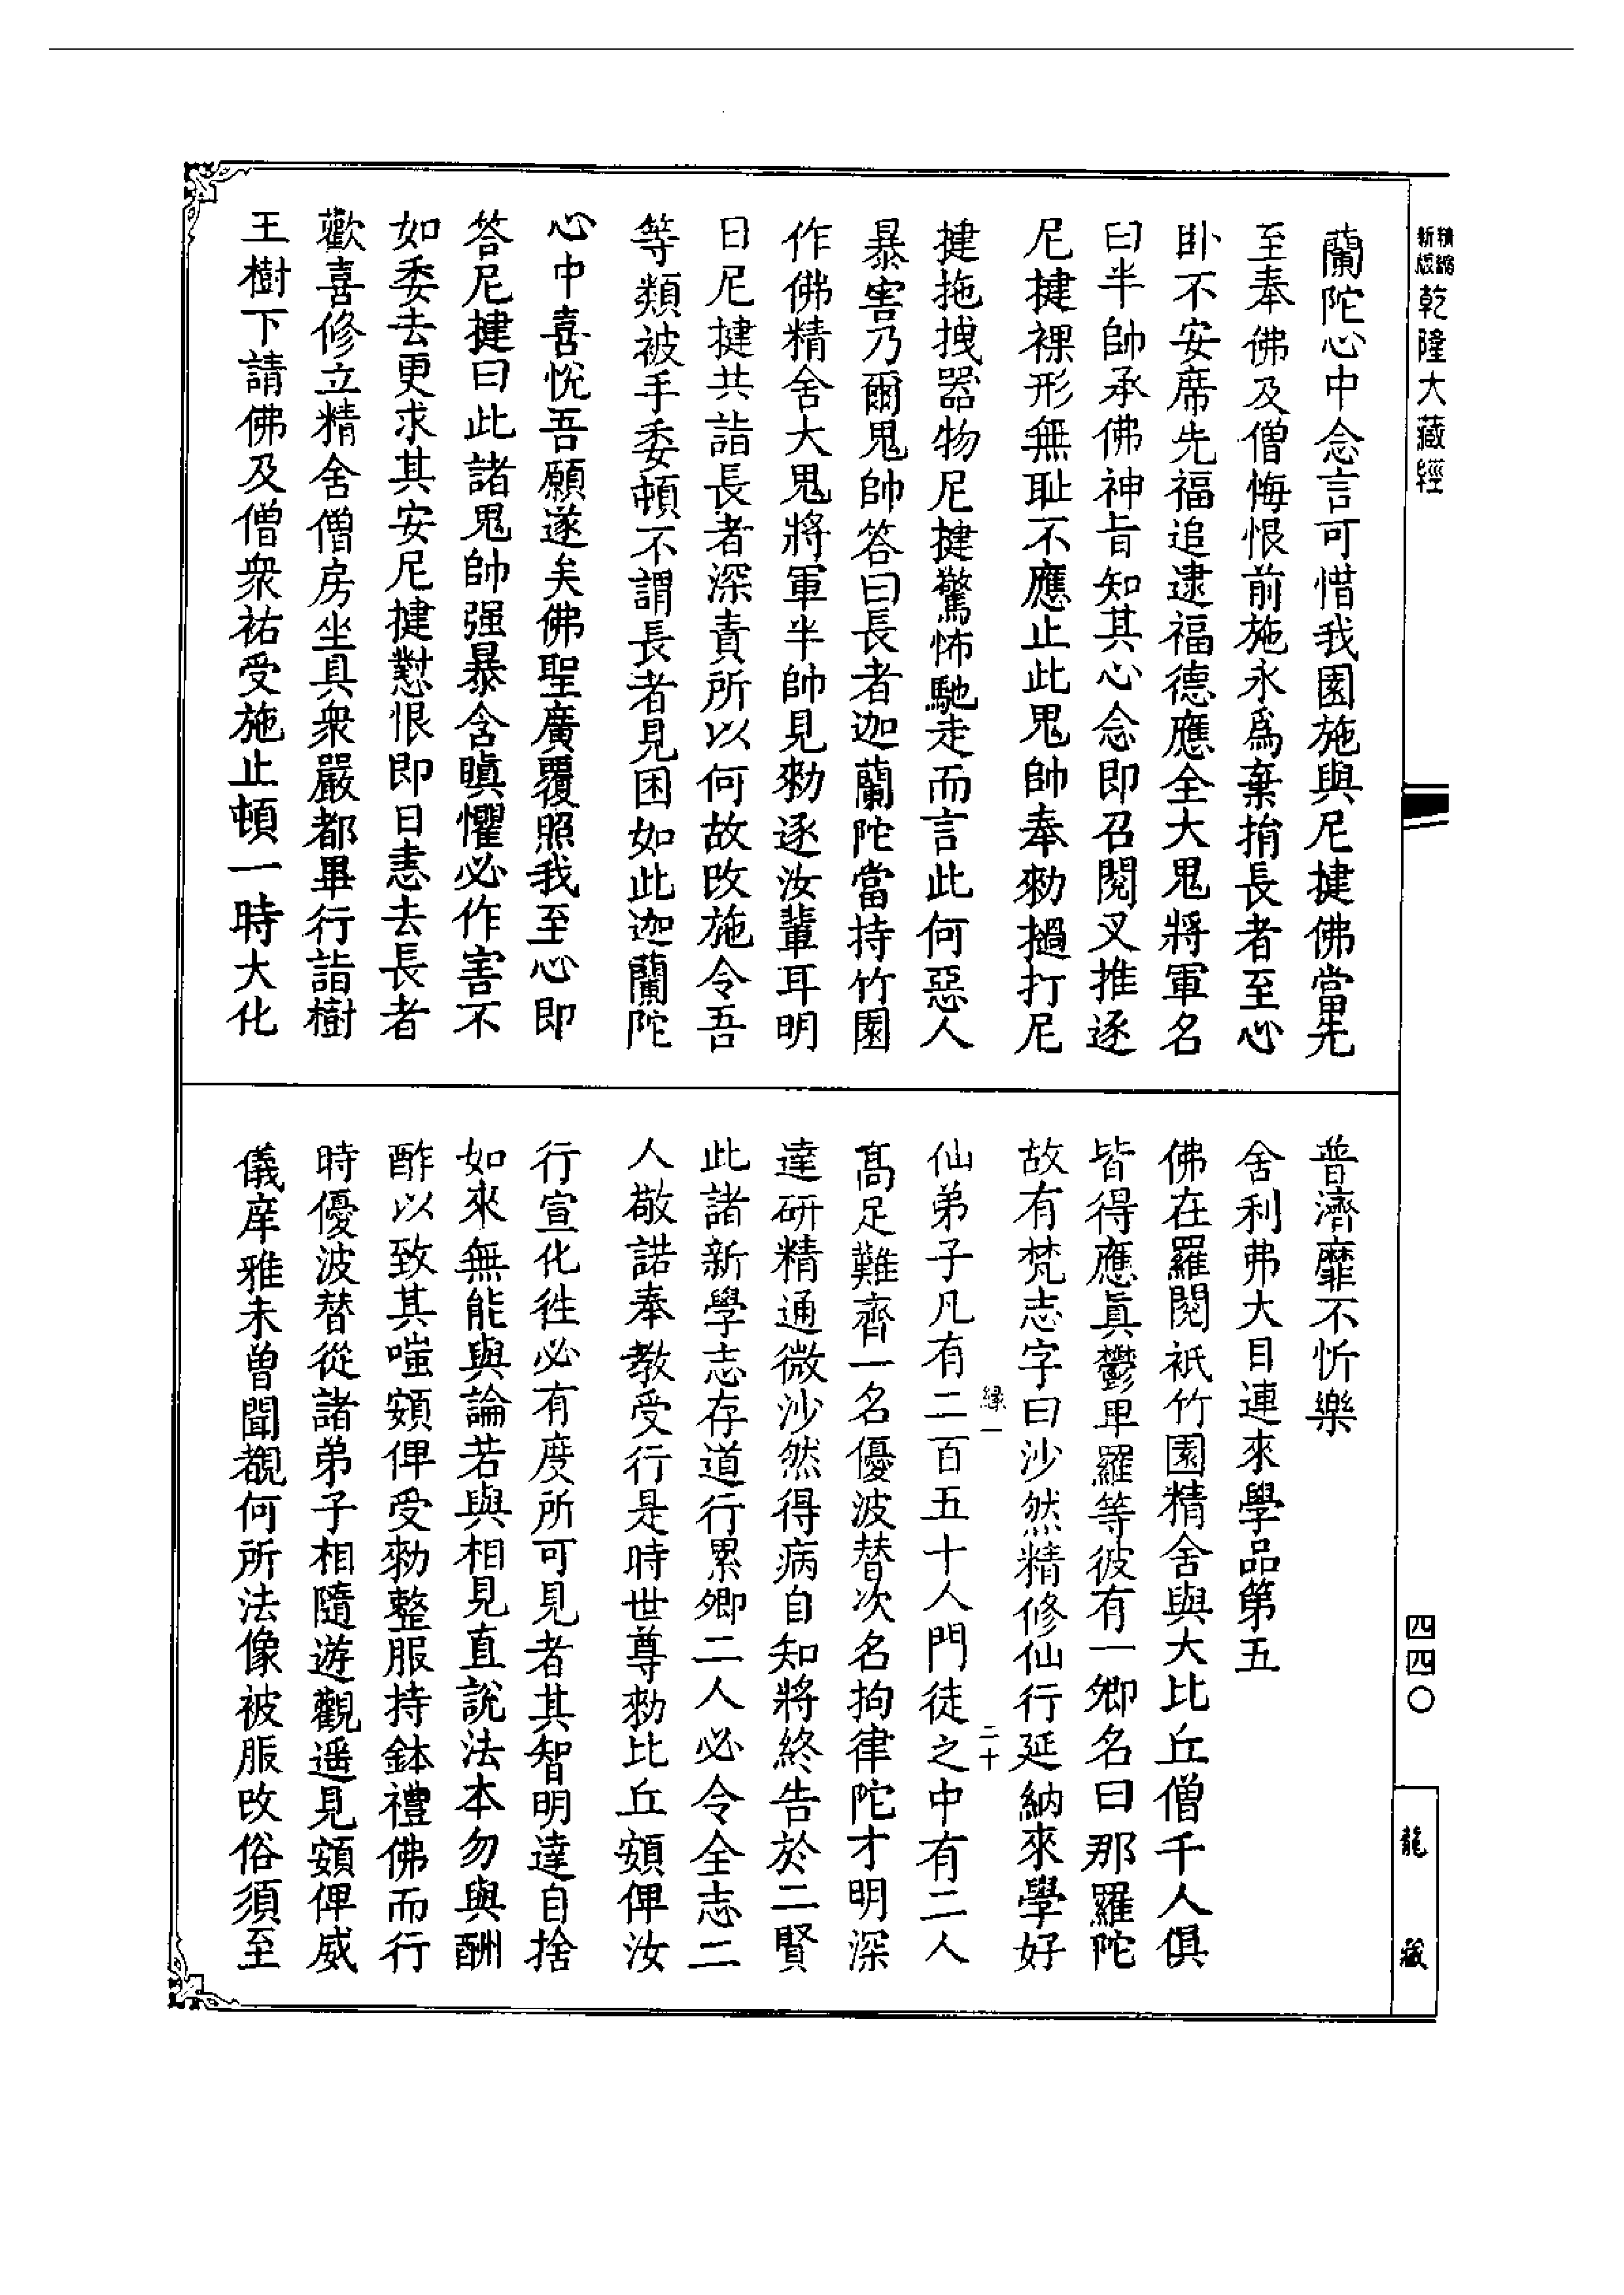 精縮
新版
乾隆大藏經
蘭陀心中念言可惜我園施與尼揵佛當先
至奉佛及僧悔恨前施永爲棄捐長者至心
臥不安席先福追逮福德應全大鬼將軍名
曰半帥承佛神旨知其心念即召閱叉推逐
尼揵裸形無耻不應止此鬼帥奉勑撾打尼
揵拖拽器物尼揵驚怖馳走而言此何惡人
暴害乃爾鬼帥答曰長者迦蘭陀當持竹園
作佛精舍大鬼將軍半帥見勑逐汝輩耳明
日尼揵共詣長者深責所以何故改施令吾
等類被手委頓不謂長者見困如此迦蘭陀
心中喜悅吾願遂矣佛聖廣覆照我至心即
答尼揵曰此諸鬼帥强暴含瞋懼必作害不
如委去更求其安尼揵懟恨即日恚去長者
歡喜修立精舍僧房坐具衆嚴都畢行詣樹
王樹下請佛及僧衆祐受施止頓一時大化
普濟靡不忻樂
舍利弗大目連來學品第五
佛在羅閱祇竹園精舍與大比丘僧千人俱
皆得應眞鬱卑羅等彼有一鄉名曰那羅陀
故有梵志字曰沙然精修仙行延納來學好
緣一
二十
仙弟子凡有二百五十人門徒之中有二人
髙足難齊一名優波替次名拘律陀才明深
達研精通微沙然得病自知將終告於二賢
此諸新學志存道行累卿二人必令全志二
人敬諾奉教受行是時世尊勑比丘頞俾汝
行宣化徃必有度所可見者其智明達自捨
如來無能與論若與相見直說法本勿與酬
酢以致其嗤頞俾受勑整服持鉢禮佛而行
時優波替從諸弟子相隨遊觀遥見頞俾威
儀庠雅未曾聞覩何所法像被服改俗須至
四四〇
龍
藏